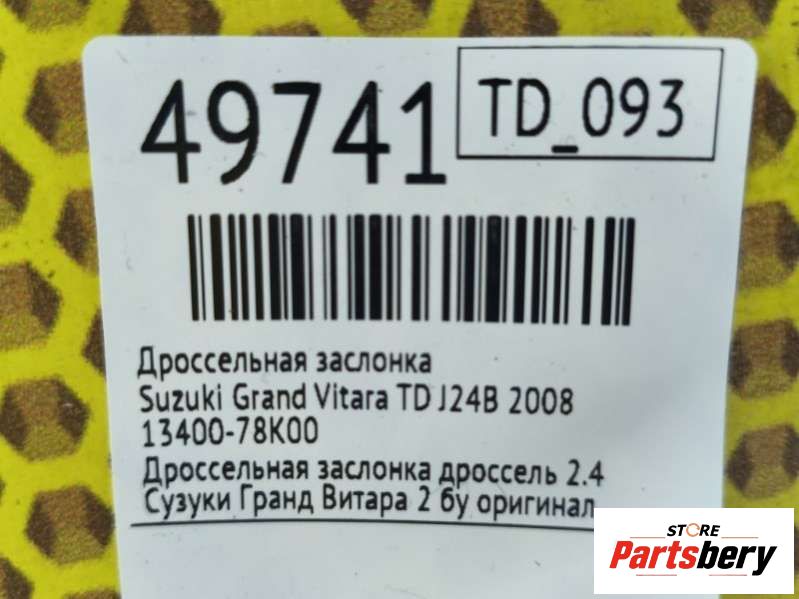 49741
TD_093
Дроссельная заслонка
Suzuki Grand Vitara TD J24B 2008
13400-78K00
Дроссельная заслонка дроссель 2.4
Сузуки Гранд Витара 2 бу оригинал
STORE
Partsbery